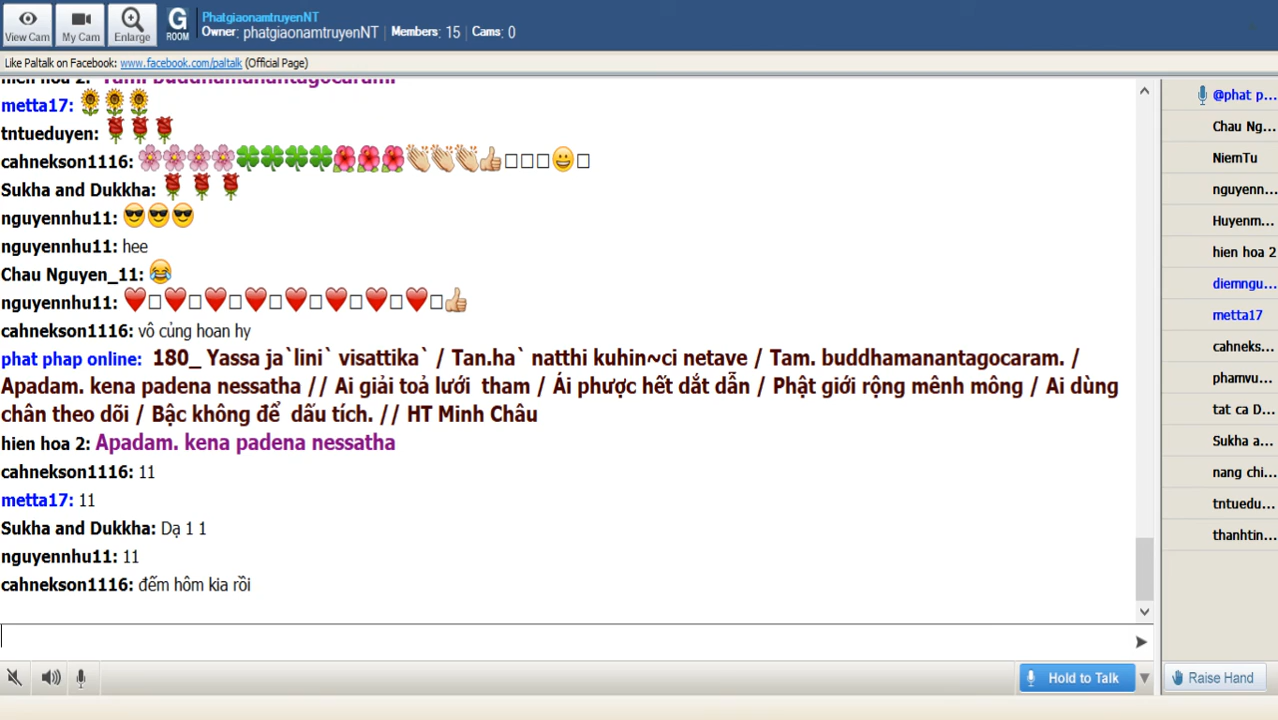 View Cam
My Cam
Enlarge
G
ROOM
PhatgiaonamtruyenNT
Owner: phatgiaonamtruyenNT | Members: 15 | Cams: 0
Like Paltalk on Facebook: www.facebook.com/paltalk (Official Page)
hien hoa 2: Tam. Buddhamanantagocaram.
metta17:
tntueduyen:
cahnekson1116:
Sukha and Dukkha:
nguyennhu11:
nguyennhu11: hee
Chau Nguyen_11:
nguyennhu11:
cahnekson1116: vô củng hoan hy
phat phap online: 180_ Yassa ja`lini` visattika` / Tan.ha` natthi kuhin~ci netave / Tam. buddhamanantagocaram. /
Apadam. kena padena nessatha // Ai giải toả lưới tham / Ái phược hết dắt dẫn / Phật giới rộng mênh mông / Ai dùng
chân theo dõi / Bậc không để dấu tích. // HT Minh Châu
hien hoa 2: Apadam. kena padena nessatha
cahnekson1116: 11
metta17: 11
Sukha and Dukkha: Dạ 1 1
nguyennhu11: 11
cahnekson1116: đếm hôm kia rồi
Hold to Talk
@phat p...
Chau Ng...
NiemTu
nguyenn...
Huyenm...
hien hoa 2
diemngu...
metta17
cahneks...
phamvu...
tat ca D...
Sukha a...
nang chi...
tntuedu...
thanhtin...
Raise Hand